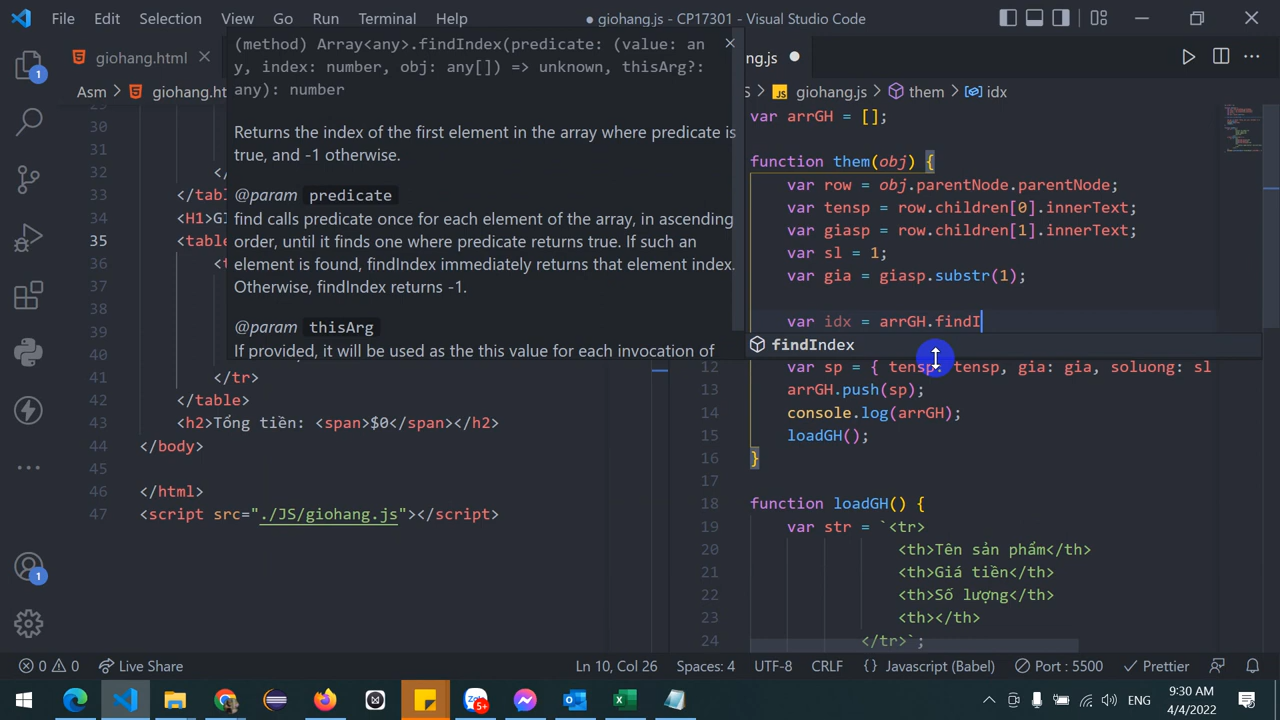 File Edit Selection View Go Run Terminal Help ● giohang.js - CP17301 - Visual Studio Code
giohang.html
ng.js
Asm > giohang.ht
S > giohang.js > them > idx
(method) Array<any>.findIndex(predicate: (value: an
y, index: number, obj: any[]) => unknown, thisArg?:
any): number
Returns the index of the first element in the array where predicate is
true, and -1 otherwise.
@param predicate
find calls predicate once for each element of the array, in ascending
order, until it finds one where predicate returns true. If such an
element is found, findIndex immediately returns that element index.
Otherwise, findIndex returns -1.
@param thisArg
If provided, it will be used as the this value for each invocation of
30
31
32 </
33 </tabl
34 <H1>GI
35 <table
36 <t
37
38
39
40
41 </tr>
42 </table>
43 <h2>Tổng tiền: <span>$0</span></h2>
44 </body>
45
46 </html>
47 <script src="./JS/giohang.js"></script>
var arrGH = [];
function them(obj) {
var row = obj.parentNode.parentNode;
var tensp = row.children[0].innerText;
var giasp = row.children[1].innerText;
var sl = 1;
var gia = giasp.substr(1);
var idx = arrGH.findI
findIndex
12 var sp = { tensp: tensp, gia: gia, soluong: sl
13 arrGH.push(sp);
14 console.log(arrGH);
15 loadGH();
16 }
17
18 function loadGH() {
19 var str = `<tr>
20 <th>Tên sản phẩm</th>
21 <th>Giá tiền</th>
22 <th>Số lượng</th>
23 <th></th>
24 </tr>`;
1
1
0 0 Live Share Ln 10, Col 26 Spaces: 4 UTF-8 CRLF {} Javascript (Babel) Port : 5500 Prettier
5+
ENG
9:30 AM
4/4/2022